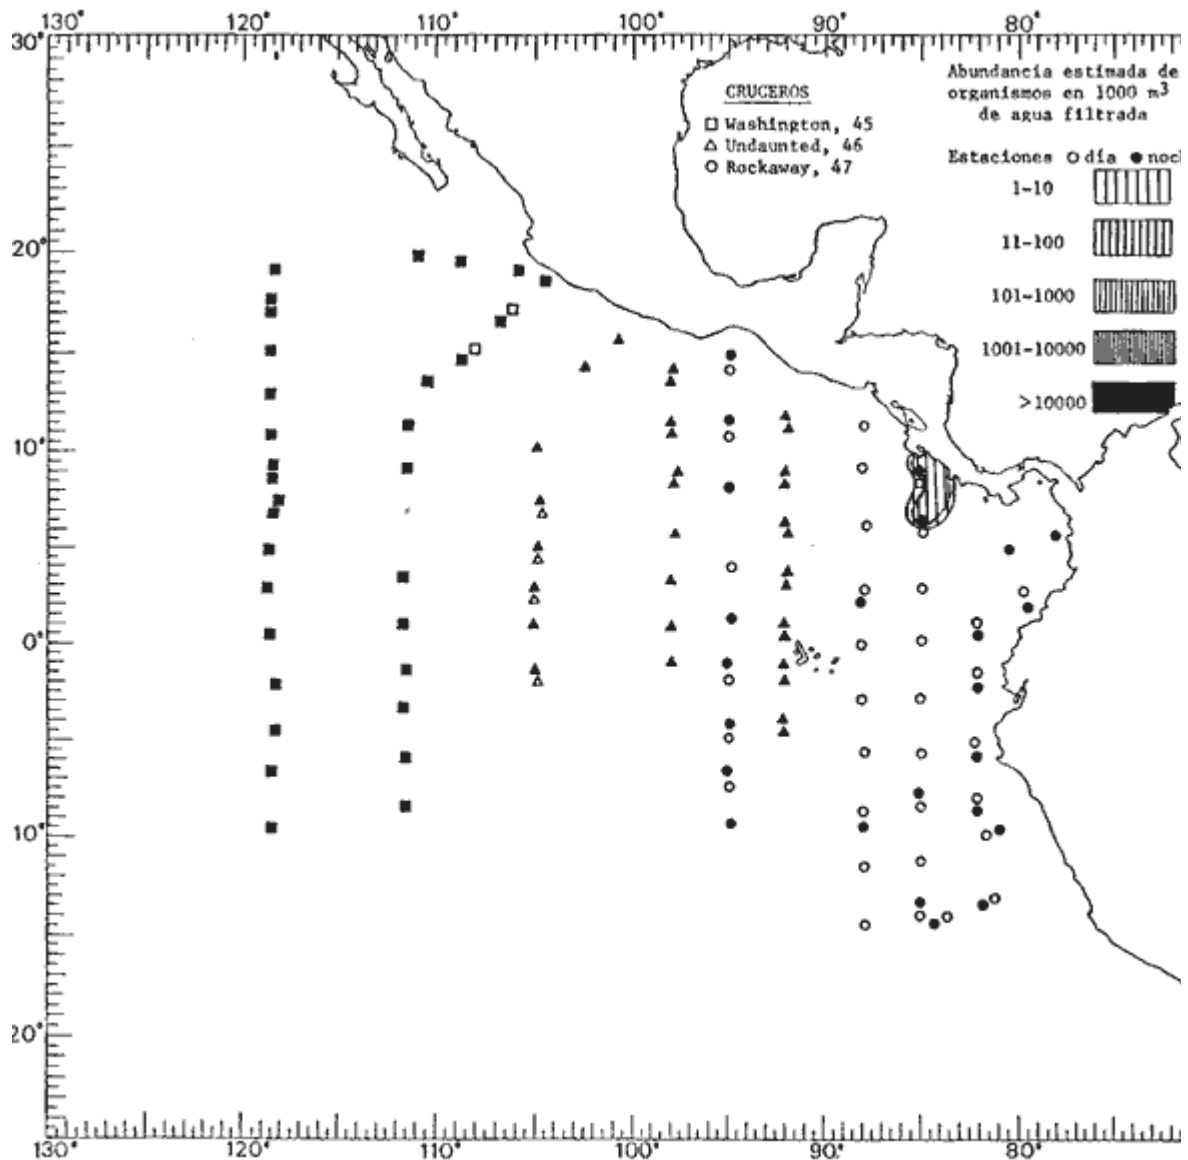 120° 110° 100° 90° 80°
30°
CRUCEROS
□ Washington, 45
△ Undaunted, 46
○ Rockaway, 47
Abundancia estimada de
organismos en 1000 m³
de agua filtrada
Estaciones ○ día ● noc
1-10
11-100
101-1000
1001-10000
>10000
20°
10°
0°
10°
20°
130° 120° 110° 100° 90° 80°